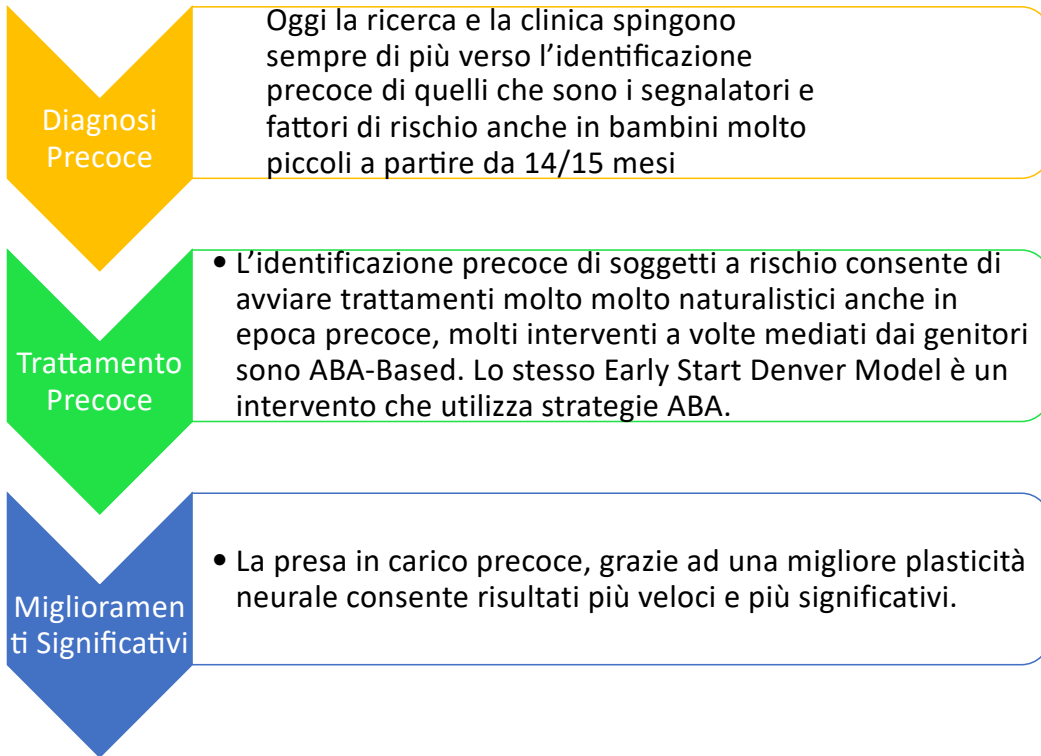 Diagnosi
Precoce
Oggi la ricerca e la clinica spingono
sempre di più verso l’identificazione
precoce di quelli che sono i segnalatori e
fattori di rischio anche in bambini molto
piccoli a partire da 14/15 mesi
Trattamento
Precoce
• L’identificazione precoce di soggetti a rischio consente di
avviare trattamenti molto molto naturalistici anche in
epoca precoce, molti interventi a volte mediati dai genitori
sono ABA-Based. Lo stesso Early Start Denver Model è un
intervento che utilizza strategie ABA.
Miglioramen
ti Significativi
• La presa in carico precoce, grazie ad una migliore plasticità
neurale consente risultati più veloci e più significativi.